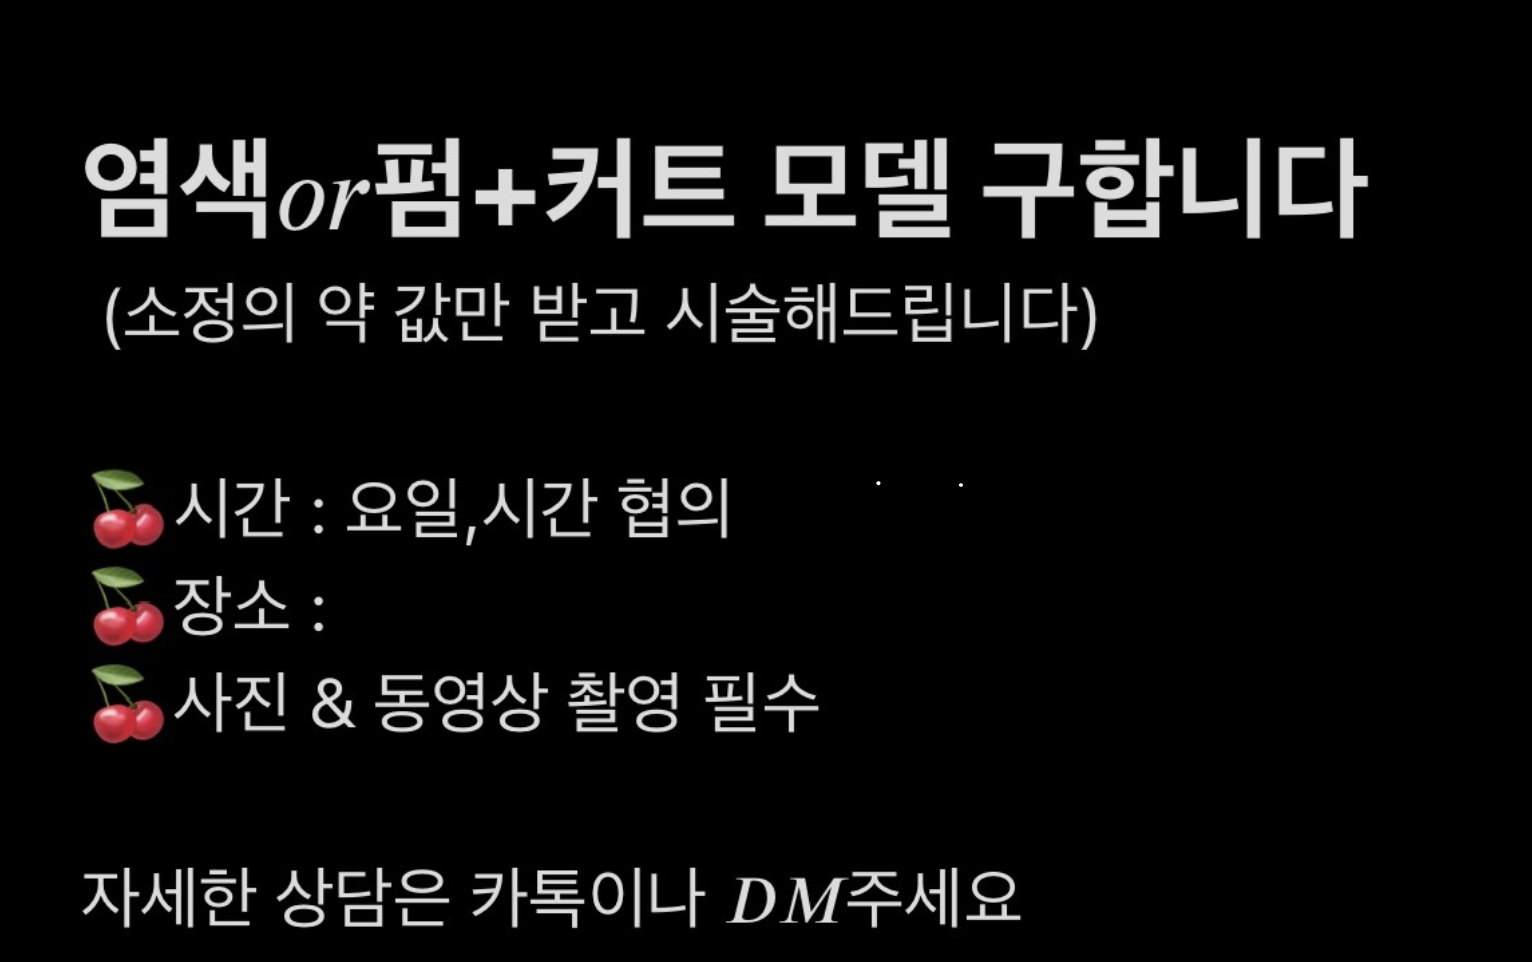 염색or펌+커트 모델 구합니다
(소정의 약 값만 받고 시술해드립니다)
🍒시간 : 요일,시간 협의
🍒장소 :
🍒사진 & 동영상 촬영 필수
자세한 상담은 카톡이나 DM주세요